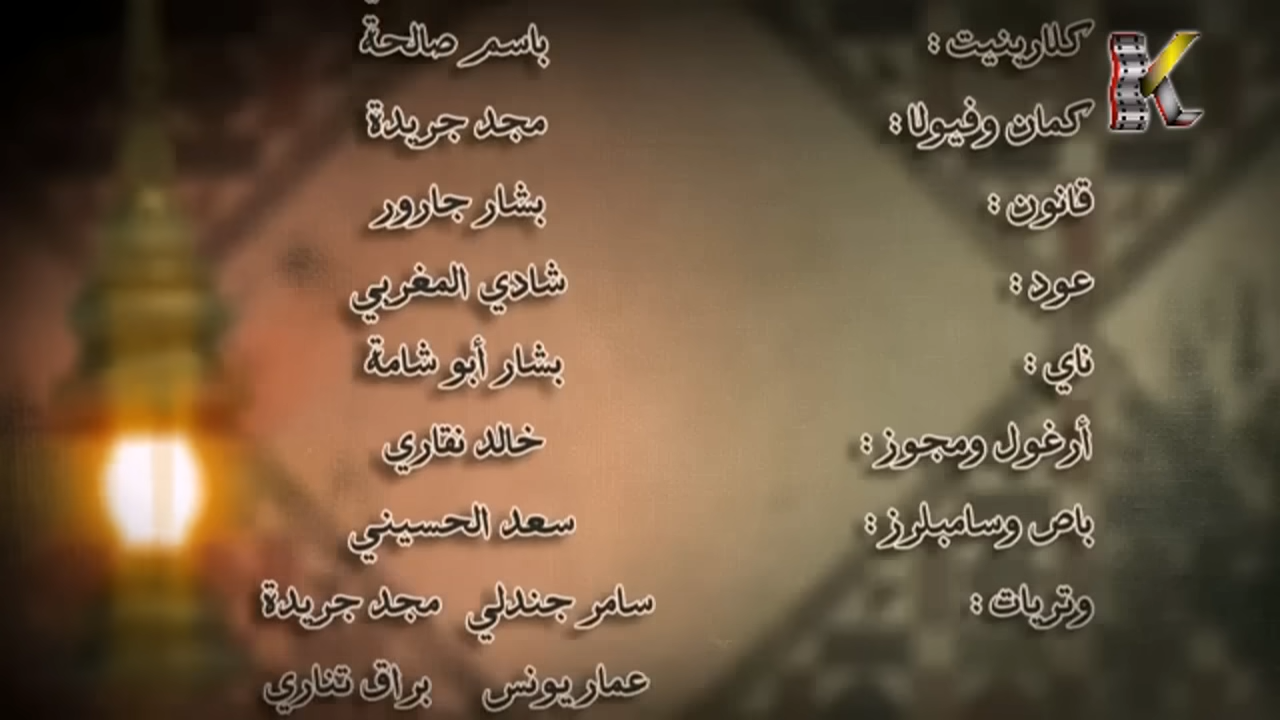 كلارينيت : باسم صالحة
كمان وفيولا : مجد جريدة
قانون : بشار جارور
عود : شادي المغربي
ناي : بشار أبو شامة
أرغول ومجوز : خالد نقاري
باص وسامبلرز : سعد الحسيني
وتريات : سامر جندلي مجد جريدة
عمار يونس براق تناري
K